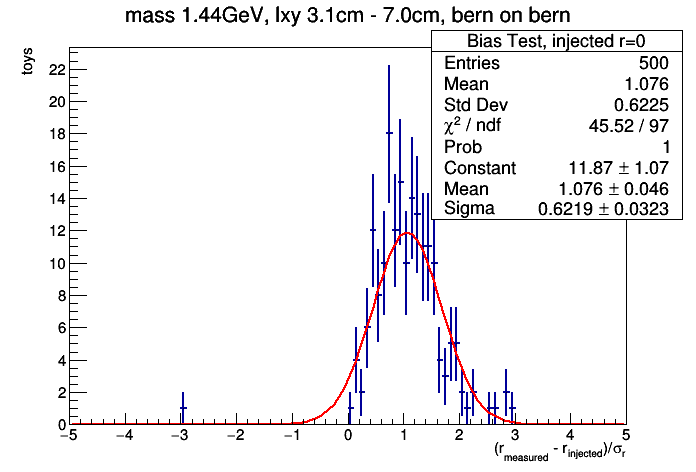 mass 1.44GeV, lxy 3.1cm - 7.0cm, bern on bern
toys
Bias Test, injected r=0
Entries 500
Mean 1.076
Std Dev 0.6225
χ² / ndf 45.52 / 97
Prob 1
Constant 11.87 ± 1.07
Mean 1.076 ± 0.046
Sigma 0.6219 ± 0.0323
22
20
18
16
14
12
10
8
6
4
2
0
−5 −4 −3 −2 −1 0 1 2 3 4 5
(r_measured - r_injected)/σ_r